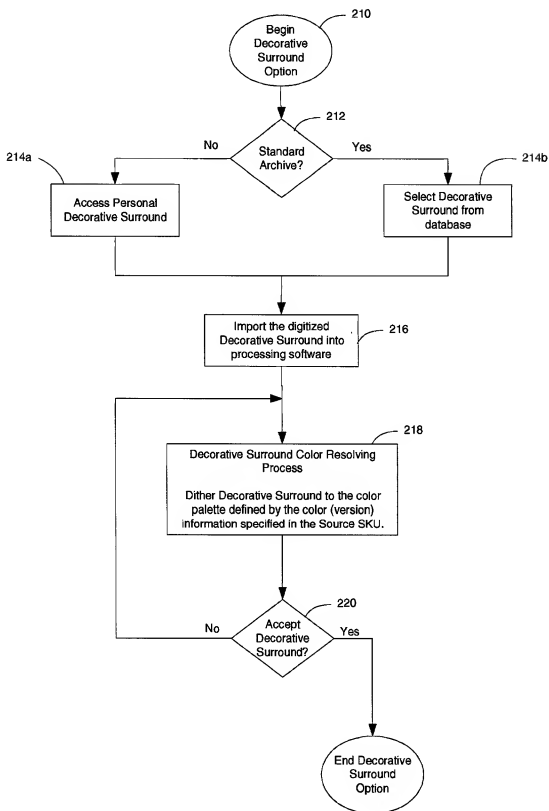 210
Begin
Decorative
Surround
Option
212
Standard
Archive?
No
Yes
214a
214b
Access Personal
Decorative Surround
Select Decorative
Surround from
database
Import the digitized
Decorative Surround into
processing software
216
218
Decorative Surround Color Resolving
Process
Dither Decorative Surround to the color
palette defined by the color (version)
information specified in the Source SKU.
220
Accept
Decorative
Surround?
No
Yes
End Decorative
Surround
Option